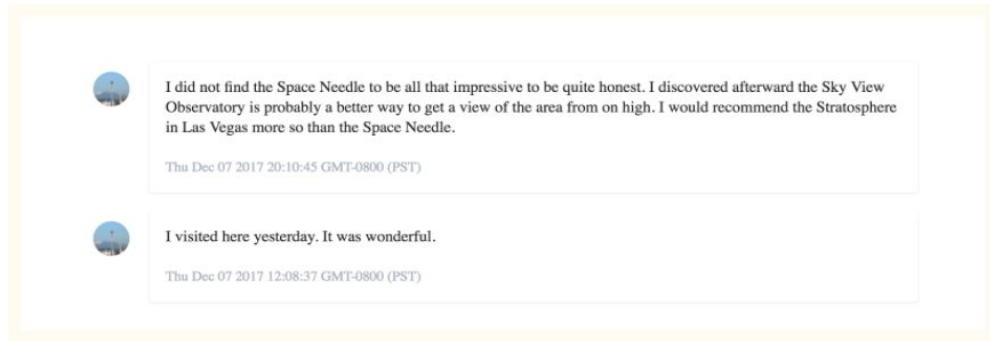 I did not find the Space Needle to be all that impressive to be quite honest. I discovered afterward the Sky View
Observatory is probably a better way to get a view of the area from on high. I would recommend the Stratosphere
in Las Vegas more so than the Space Needle.
Thu Dec 07 2017 20:10:45 GMT-0800 (PST)
I visited here yesterday. It was wonderful.
Thu Dec 07 2017 12:08:37 GMT-0800 (PST)